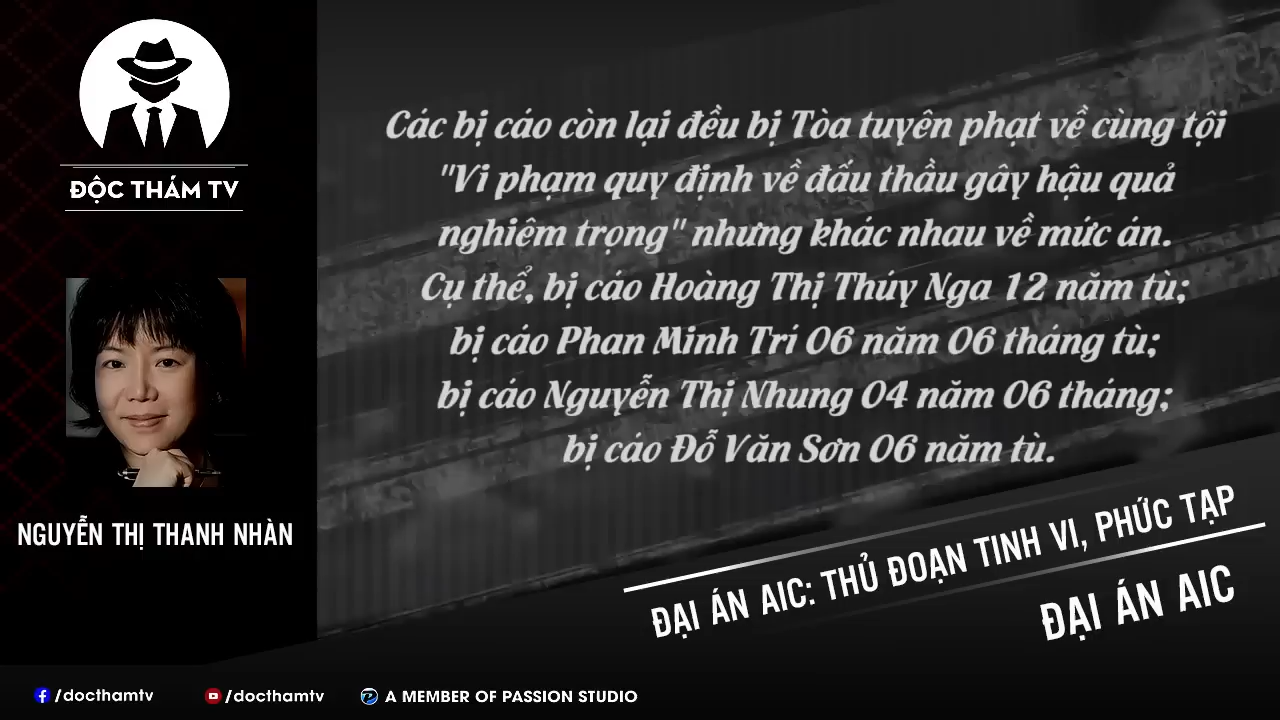 ĐỘC THÁM TV
NGUYỄN THỊ THANH NHÀN
Các bị cáo còn lại đều bị Tòa tuyên phạt về cùng tội
"Vi phạm quy định về đấu thầu gây hậu quả
nghiêm trọng" nhưng khác nhau về mức án.
Cụ thể, bị cáo Hoàng Thị Thúy Nga 12 năm tù;
bị cáo Phan Minh Trí 06 năm 06 tháng tù;
bị cáo Nguyễn Thị Nhung 04 năm 06 tháng;
bị cáo Đỗ Văn Sơn 06 năm tù.
ĐẠI ÁN AIC: THỦ ĐOẠN TINH VI, PHỨC TẠP
ĐẠI ÁN AIC
/docthamtv
/docthamtv
A MEMBER OF PASSION STUDIO